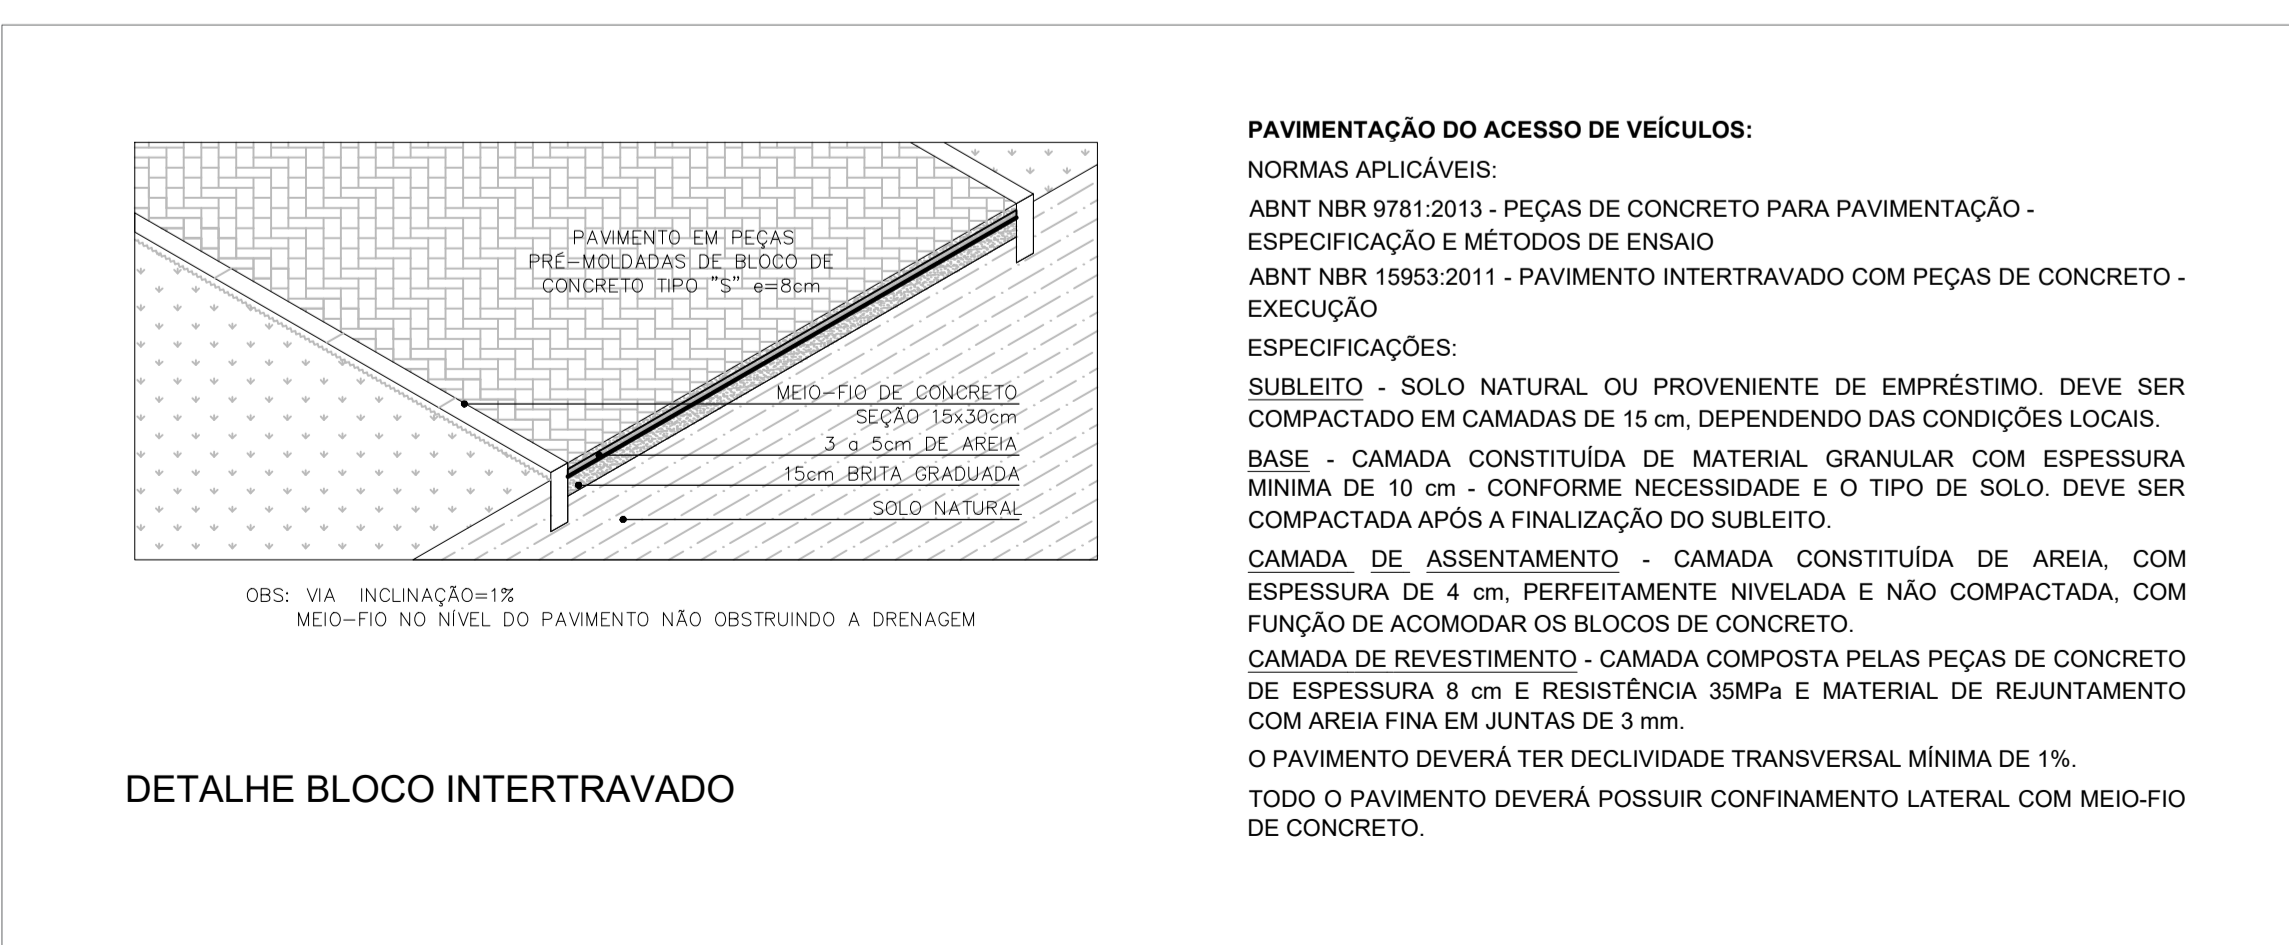 PAVIMENTO EM PEÇAS
PRÉ-MOLDADAS DE BLOCO DE
CONCRETO TIPO "S" e=8cm
MEIO-FIO DE CONCRETO
SEÇÃO 15x30cm
3 a 5cm DE AREIA
15cm BRITA GRADUADA
SOLO NATURAL
OBS: VIA INCLINAÇÃO=1%
MEIO-FIO NO NÍVEL DO PAVIMENTO NÃO OBSTRUINDO A DRENAGEM
DETALHE BLOCO INTERTRAVADO
PAVIMENTAÇÃO DO ACESSO DE VEÍCULOS:
NORMAS APLICÁVEIS:
ABNT NBR 9781:2013 - PEÇAS DE CONCRETO PARA PAVIMENTAÇÃO -
ESPECIFICAÇÃO E MÉTODOS DE ENSAIO
ABNT NBR 15953:2011 - PAVIMENTO INTERTRAVADO COM PEÇAS DE CONCRETO -
EXECUÇÃO
ESPECIFICAÇÕES:
SUBLEITO - SOLO NATURAL OU PROVENIENTE DE EMPRÉSTIMO. DEVE SER
COMPACTADO EM CAMADAS DE 15 cm, DEPENDENDO DAS CONDIÇÕES LOCAIS.
BASE - CAMADA CONSTITUÍDA DE MATERIAL GRANULAR COM ESPESSURA
MINIMA DE 10 cm - CONFORME NECESSIDADE E O TIPO DE SOLO. DEVE SER
COMPACTADA APÓS A FINALIZAÇÃO DO SUBLEITO.
CAMADA DE ASSENTAMENTO - CAMADA CONSTITUÍDA DE AREIA, COM
ESPESSURA DE 4 cm, PERFEITAMENTE NIVELADA E NÃO COMPACTADA, COM
FUNÇÃO DE ACOMODAR OS BLOCOS DE CONCRETO.
CAMADA DE REVESTIMENTO - CAMADA COMPOSTA PELAS PEÇAS DE CONCRETO
DE ESPESSURA 8 cm E RESISTÊNCIA 35MPa E MATERIAL DE REJUNTAMENTO
COM AREIA FINA EM JUNTAS DE 3 mm.
O PAVIMENTO DEVERÁ TER DECLIVIDADE TRANSVERSAL MÍNIMA DE 1%.
TODO O PAVIMENTO DEVERÁ POSSUIR CONFINAMENTO LATERAL COM MEIO-FIO
DE CONCRETO.